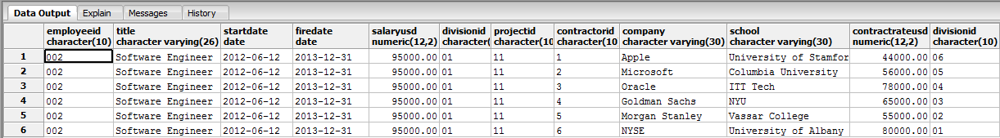 Data Output Explain Messages History
employeeid title startdate firedate salaryusd divisionid projectid contractorid company school contractrateusd divisionid
character(10) character varying(26) date date numeric(12,2) character( character(10 character(10 character varying(30) character varying(30) numeric(12,2) character(10)
1 002 Software Engineer 2012-06-12 2013-12-31 95000.00 01 11 1 Apple University of Stamfor 44000.00 06
2 002 Software Engineer 2012-06-12 2013-12-31 95000.00 01 11 2 Microsoft Columbia University 56000.00 05
3 002 Software Engineer 2012-06-12 2013-12-31 95000.00 01 11 3 Oracle ITT Tech 78000.00 04
4 002 Software Engineer 2012-06-12 2013-12-31 95000.00 01 11 4 Goldman Sachs NYU 65000.00 03
5 002 Software Engineer 2012-06-12 2013-12-31 95000.00 01 11 5 Morgan Stanley Vassar College 55000.00 02
6 002 Software Engineer 2012-06-12 2013-12-31 95000.00 01 11 6 NYSE University of Albany 80000.00 01